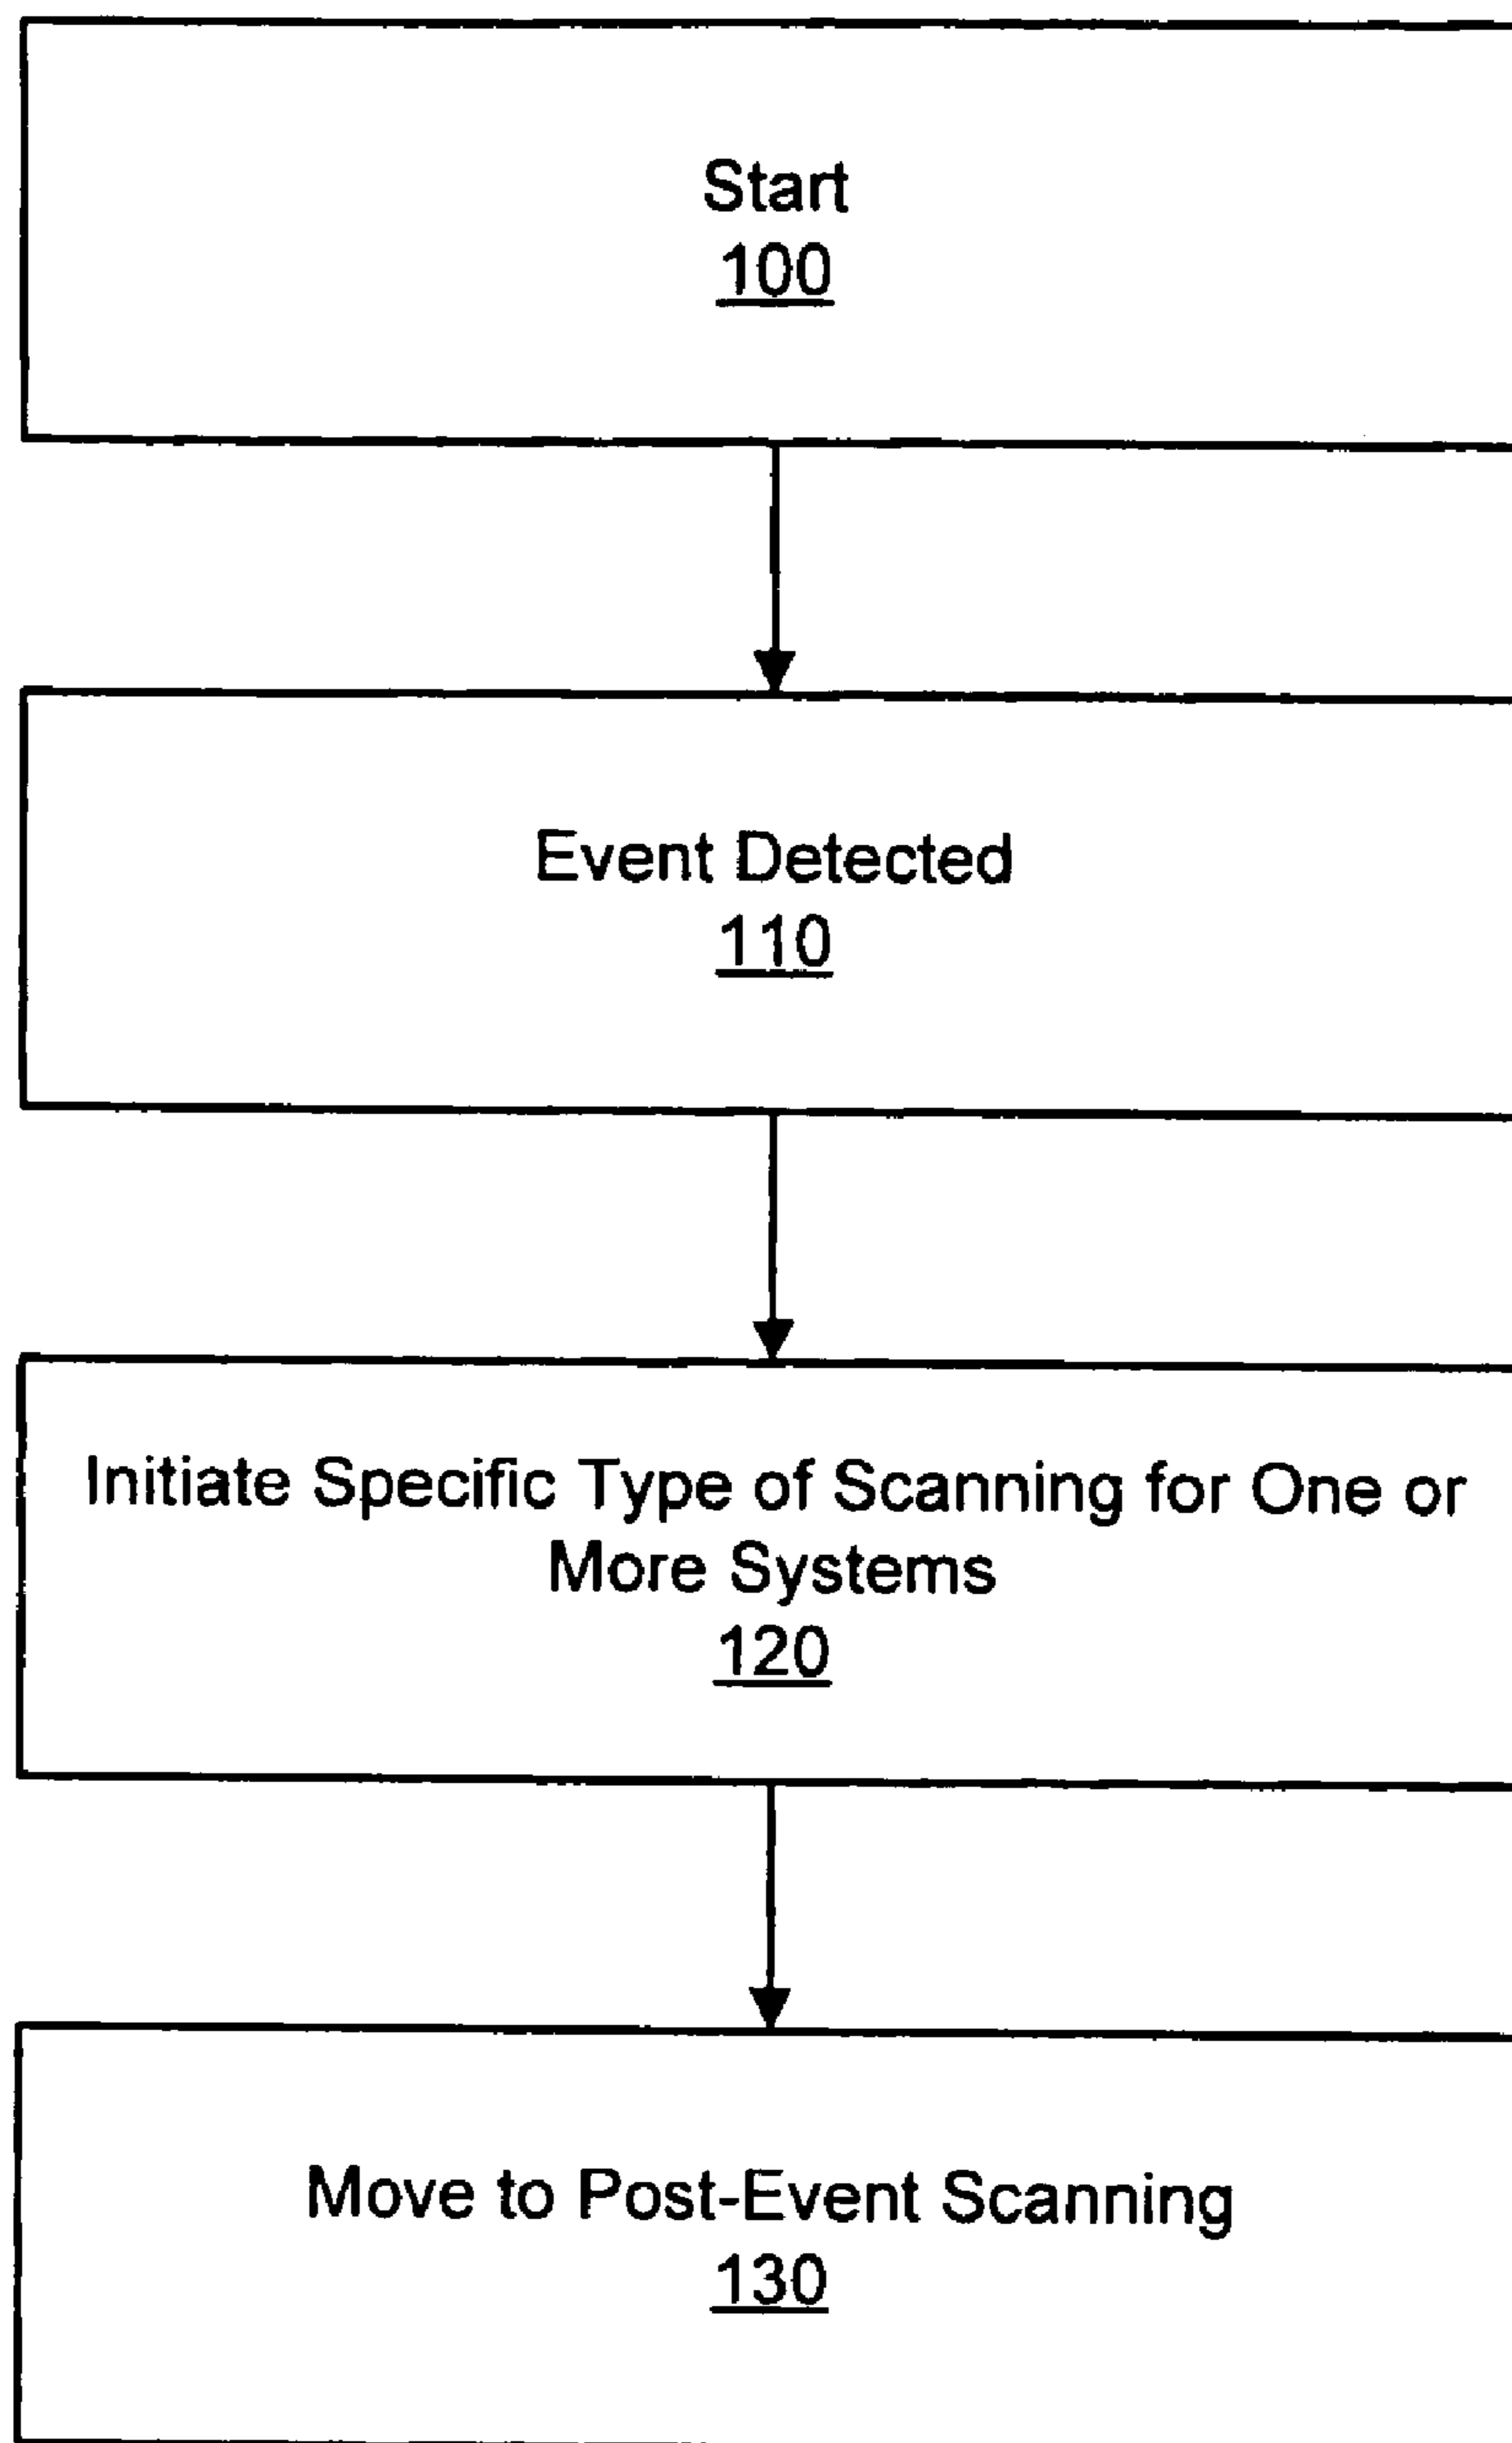 Start
100
Event Detected
110
Initiate Specific Type of Scanning for One or
More Systems
120
Move to Post-Event Scanning
130